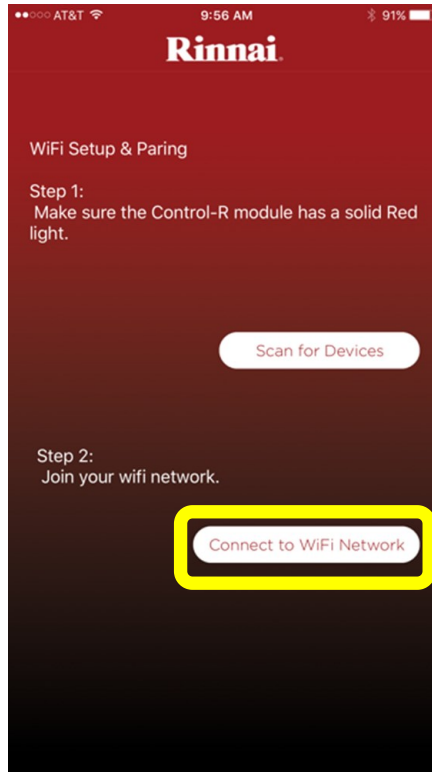 AT&T 9:56 AM 91%
Rinnai.
WiFi Setup & Paring
Step 1:
Make sure the Control-R module has a solid Red
light.
Scan for Devices
Step 2:
Join your wifi network.
Connect to WiFi Network